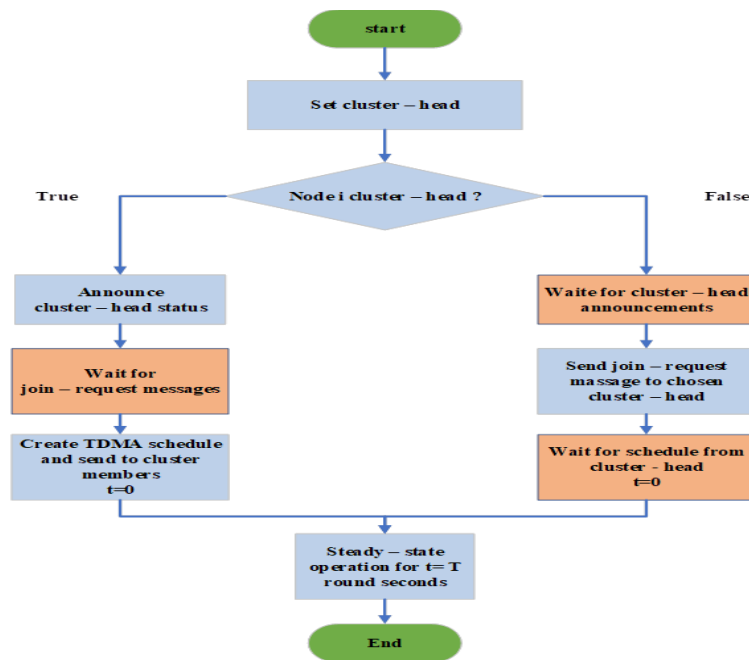 start
Set cluster – head
Node i cluster – head ?
True
False
Announce
cluster – head status
Waite for cluster – head
announcements
Wait for
join – request messages
Send join – request
massage to chosen
cluster – head
Create TDMA schedule
and send to cluster
members
t=0
Wait for schedule from
cluster - head
t=0
Steady – state
operation for t= T
round seconds
End